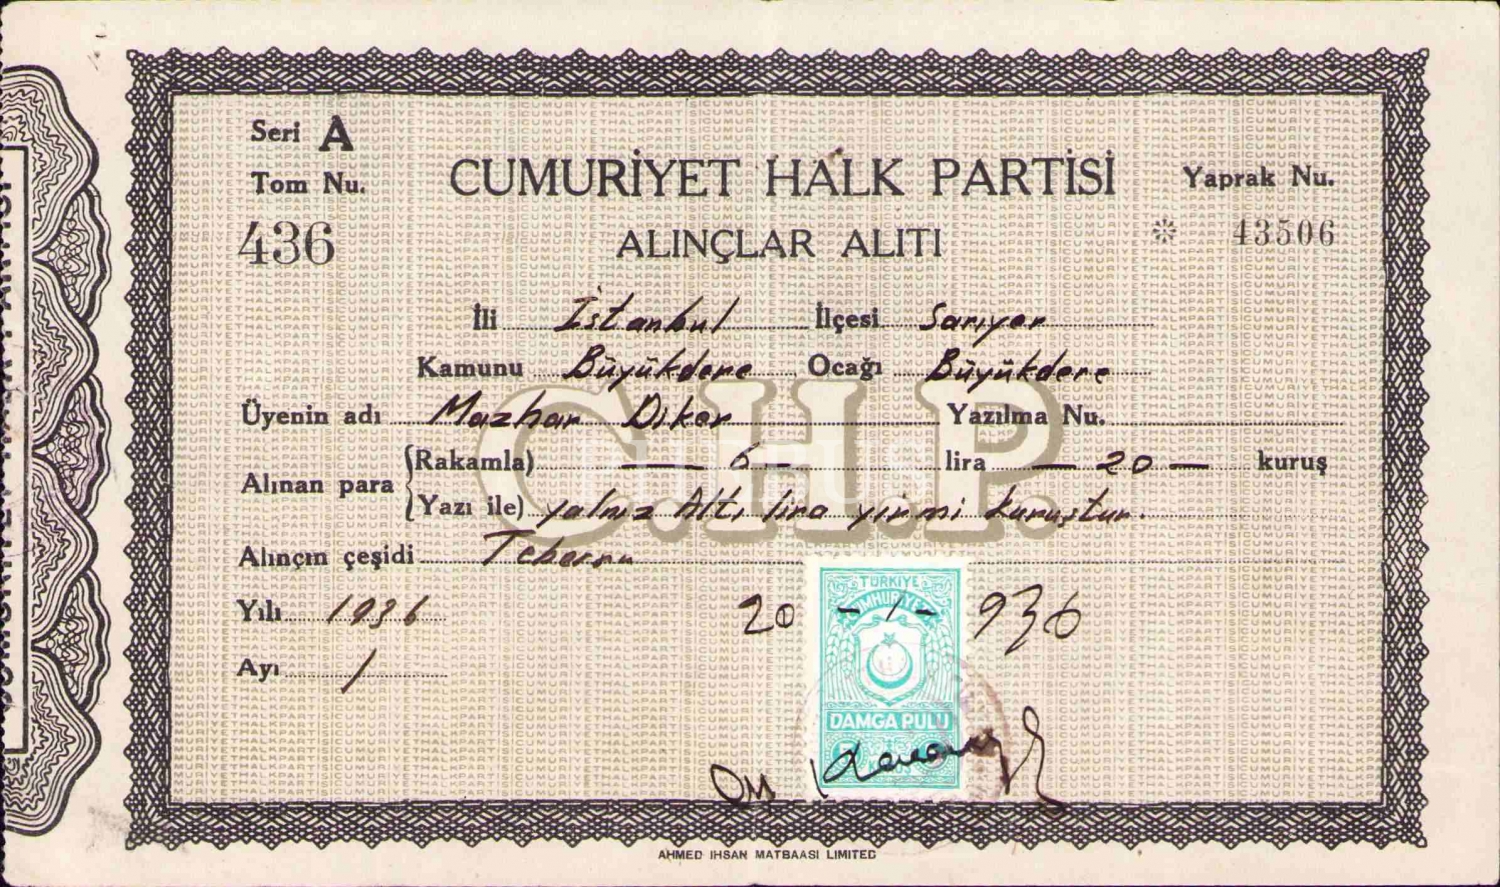 Seri A
Tom Nu.
436
CUMURİYET HALK PARTİSİ
ALINÇLAR ALITI
Yaprak Nu.
43506
İli İstanbul İlçesi Sarıyer
Kamunu Büyükdere Ocağı Büyükdere
Üyenin adı Mazhar Diker Yazılma Nu.
C.H.P.
Alınan para
(Rakamla) — 6 — lira — 20 — kuruş
(Yazı ile) yalnız Altı lira yirmi kuruştur.
Alınçın çeşidi Teberru
Yılı 1936
20 - 1 - 936
Ayı 1
TÜRKİYE
CUMHURİYETİ
DAMGA PULU
AHMED IHSAN MATBAASI LIMITED